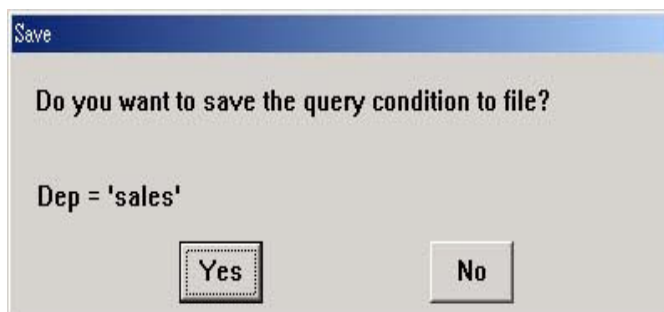 Save
Do you want to save the query condition to file?
Dep = 'sales'
Yes No